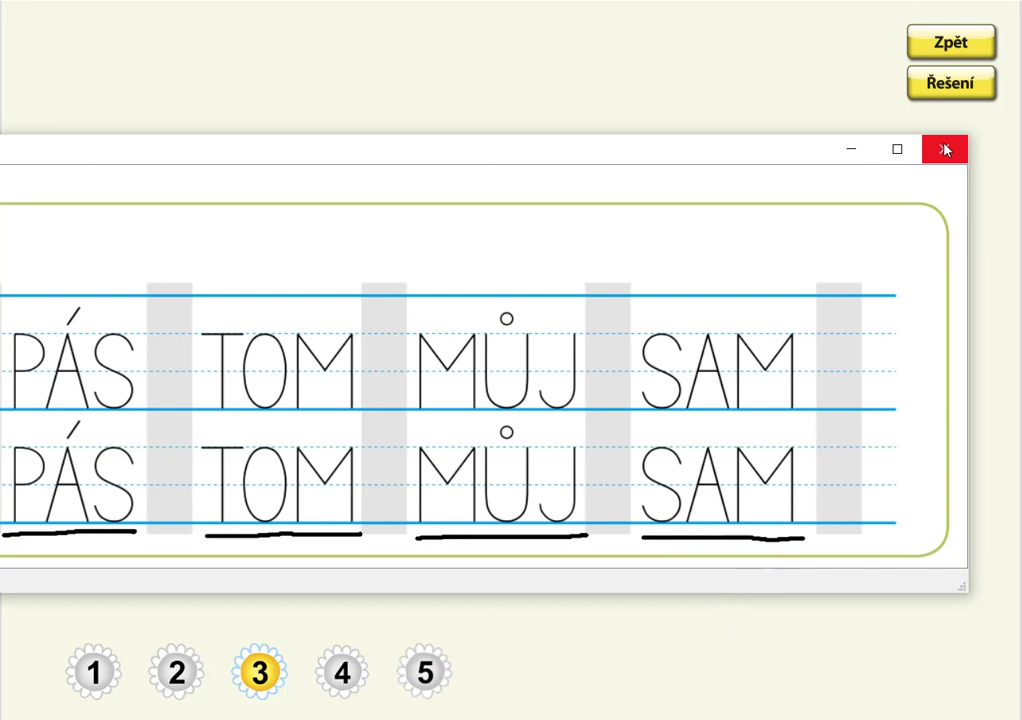 Zpět
Řešení
PÁS TOM MŮJ SAM
PÁS TOM MŮJ SAM
1 2 3 4 5